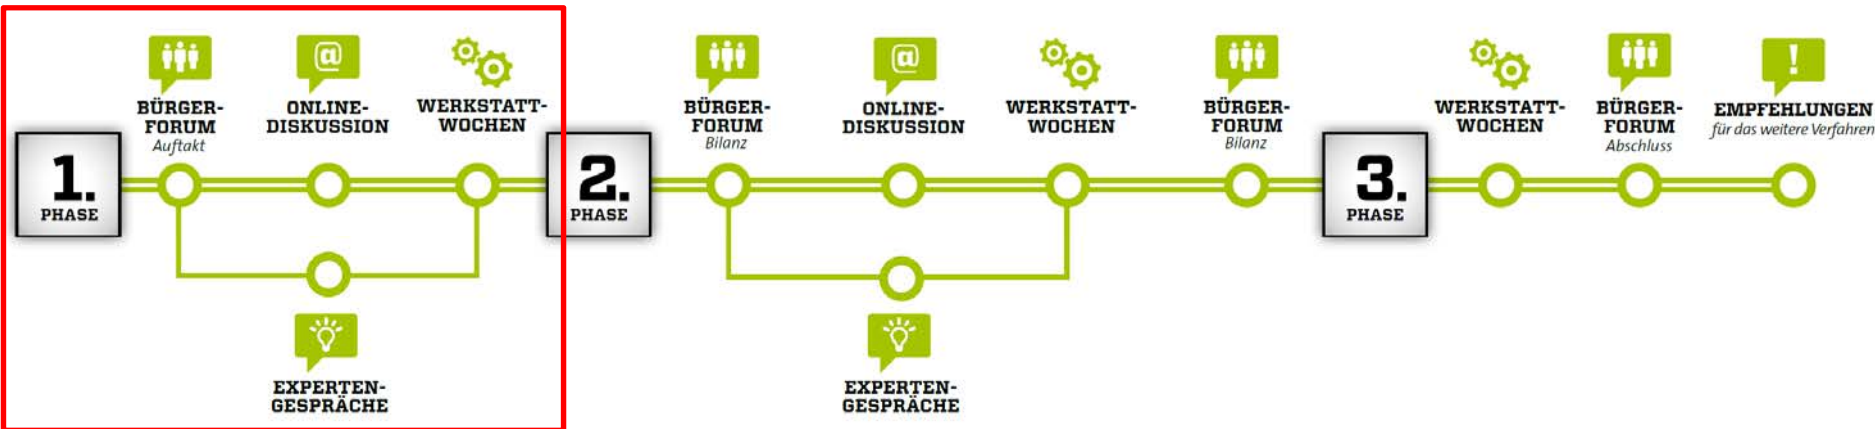 1.
PHASE
BÜRGER-
FORUM
Auftakt
@
ONLINE-
DISKUSSION
WERKSTATT-
WOCHEN
EXPERTEN-
GESPRÄCHE
2.
PHASE
BÜRGER-
FORUM
Bilanz
@
ONLINE-
DISKUSSION
WERKSTATT-
WOCHEN
EXPERTEN-
GESPRÄCHE
BÜRGER-
FORUM
Bilanz
3.
PHASE
WERKSTATT-
WOCHEN
BÜRGER-
FORUM
Abschluss
!
EMPFEHLUNGEN
für das weitere Verfahren